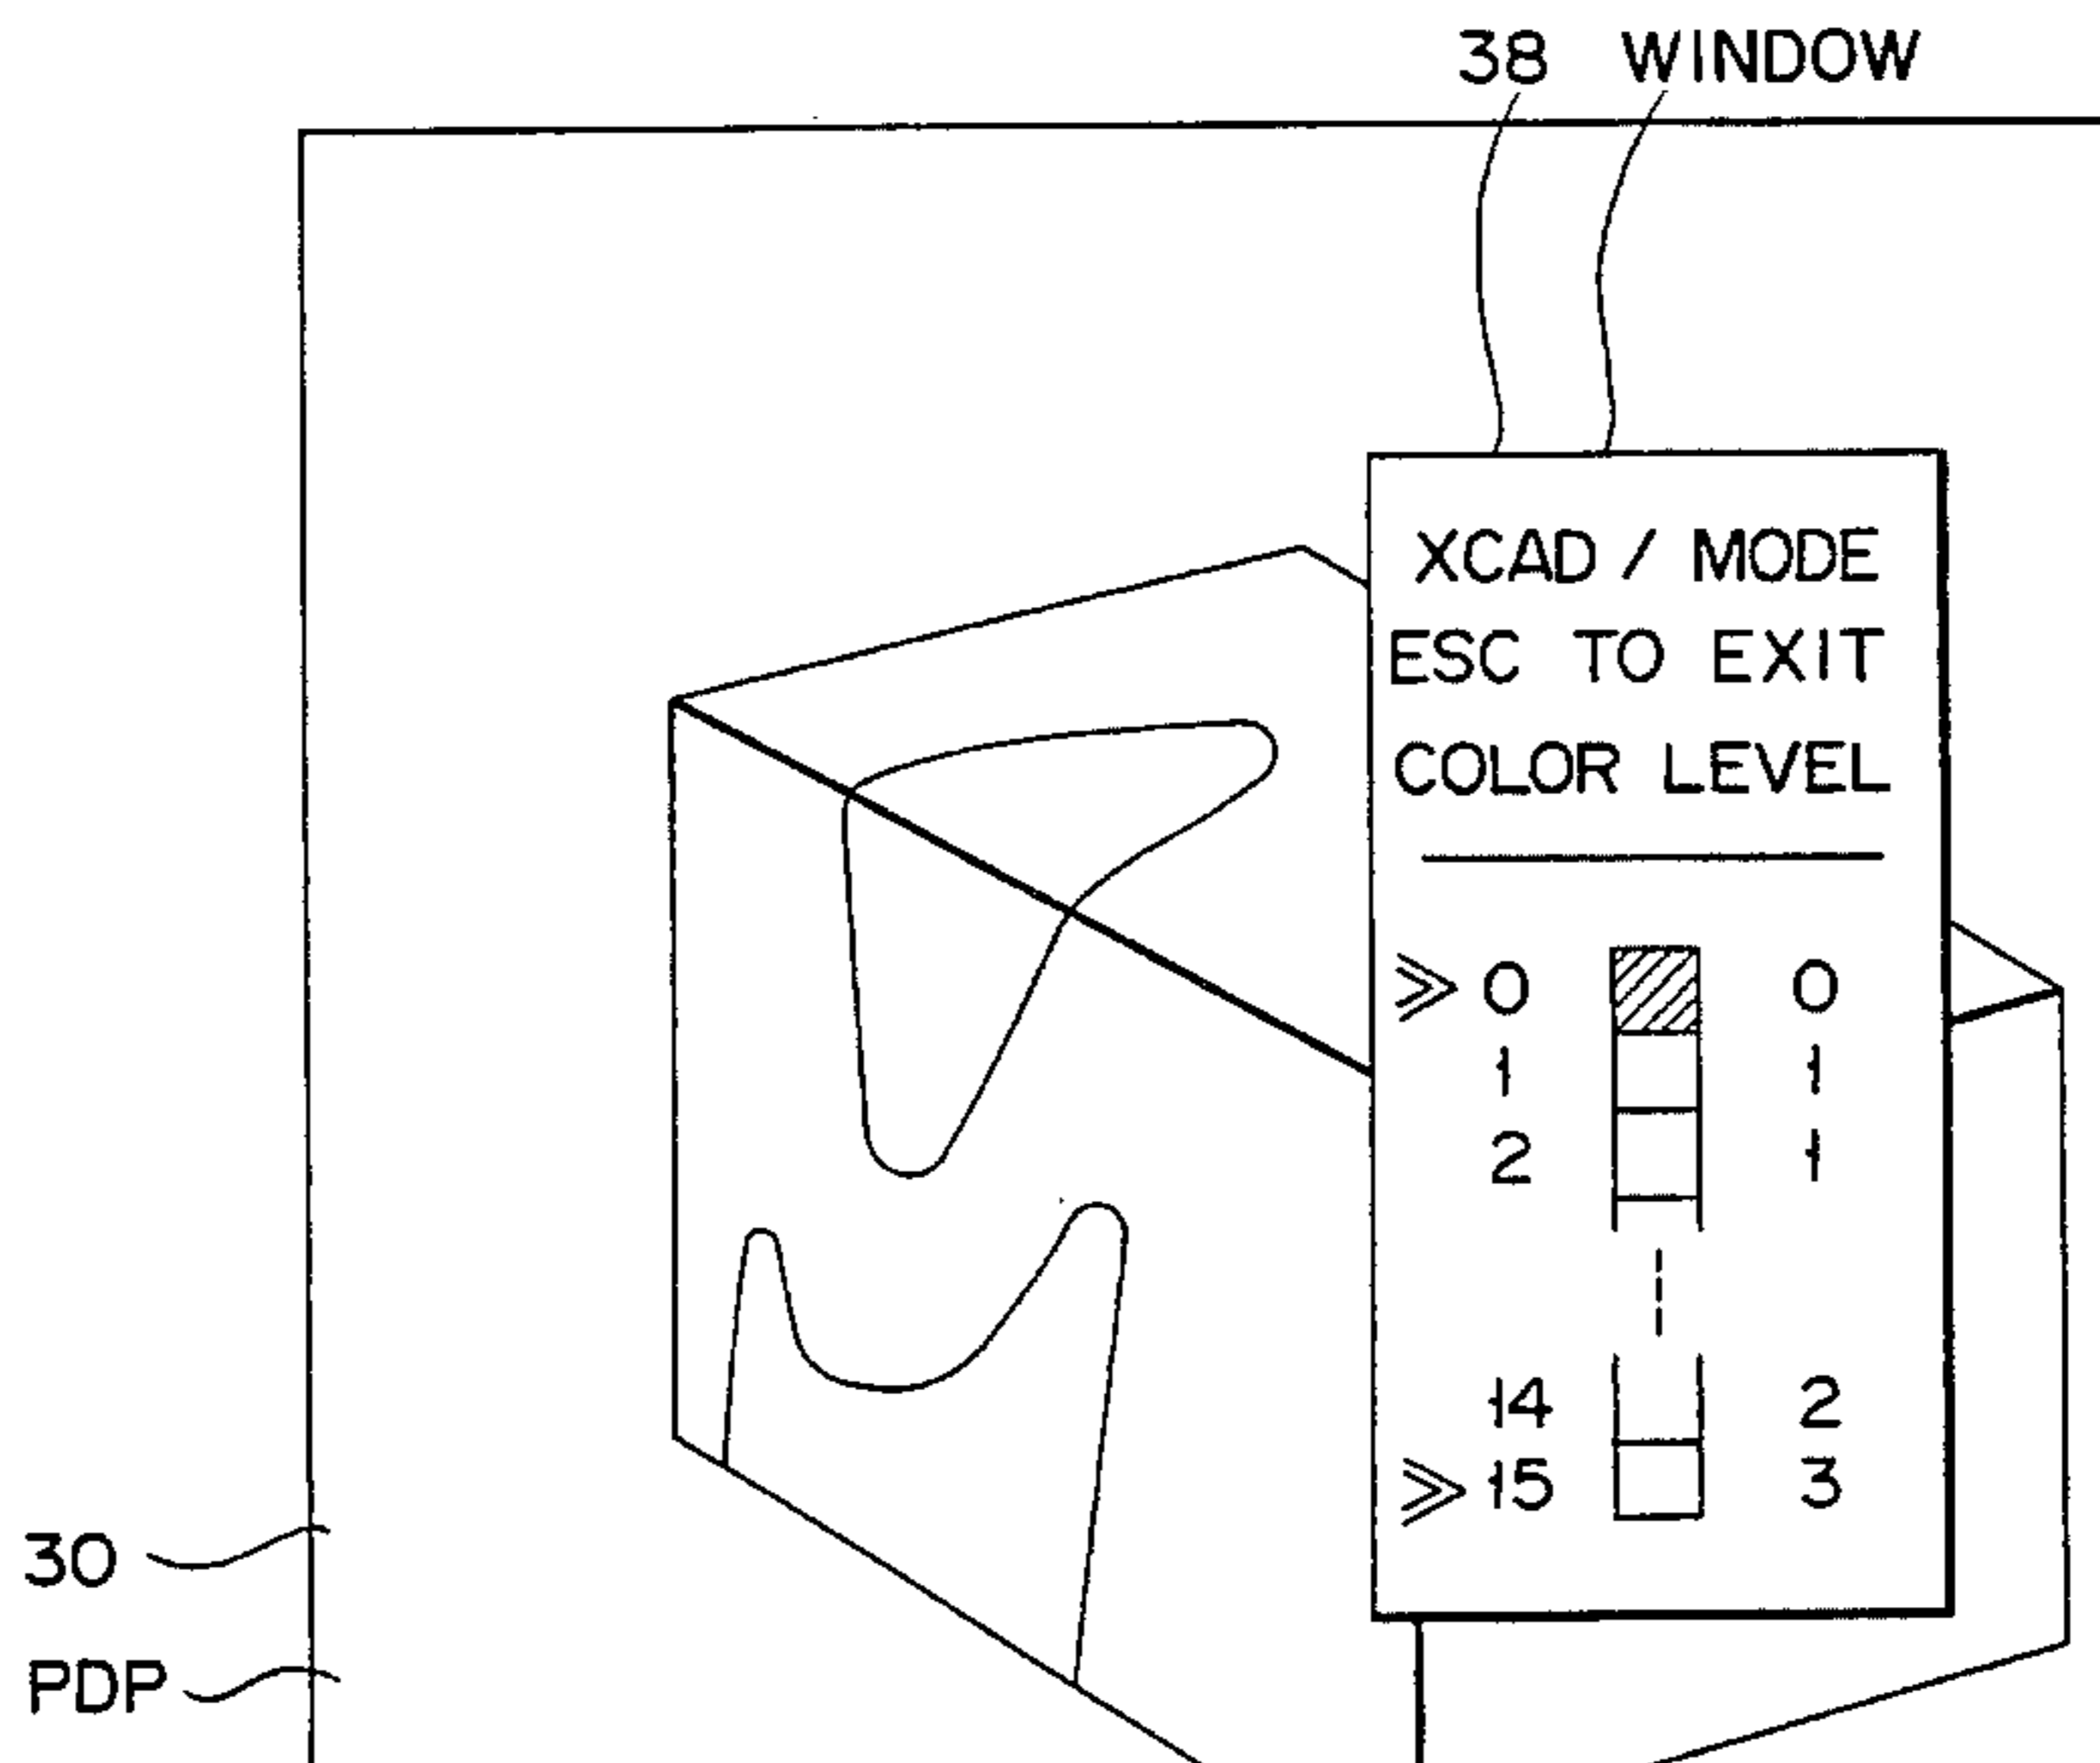 38 WINDOW
XCAD / MODE
ESC TO EXIT
COLOR LEVEL
≫ 0 0
1 1
2 1
14 2
≫ 15 3
30
PDP